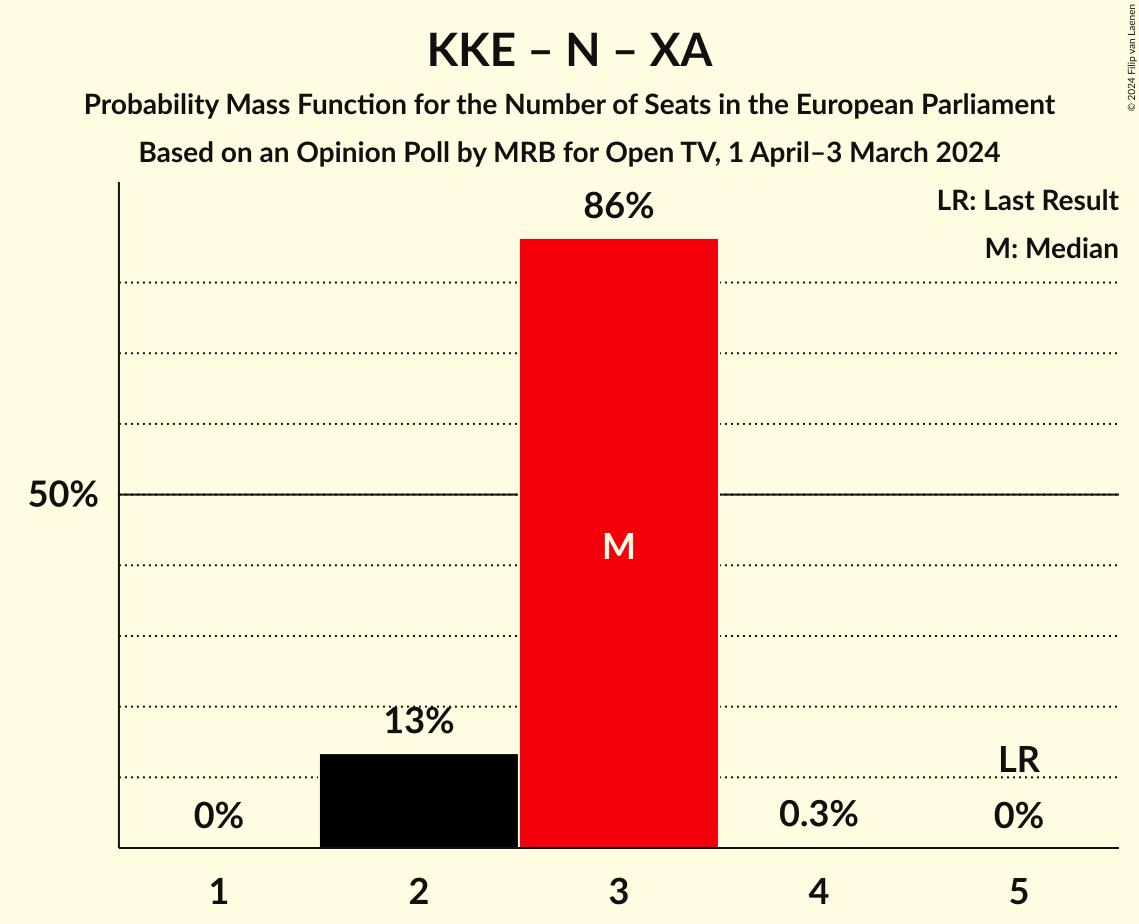 KKE – N – XA
Probability Mass Function for the Number of Seats in the European Parliament
Based on an Opinion Poll by MRB for Open TV, 1 April–3 March 2024
© 2024 Filip van Laenen
LR: Last Result
M: Median
86%
50%
M
13%
LR
0%
0.3%
0%
1
2
3
4
5